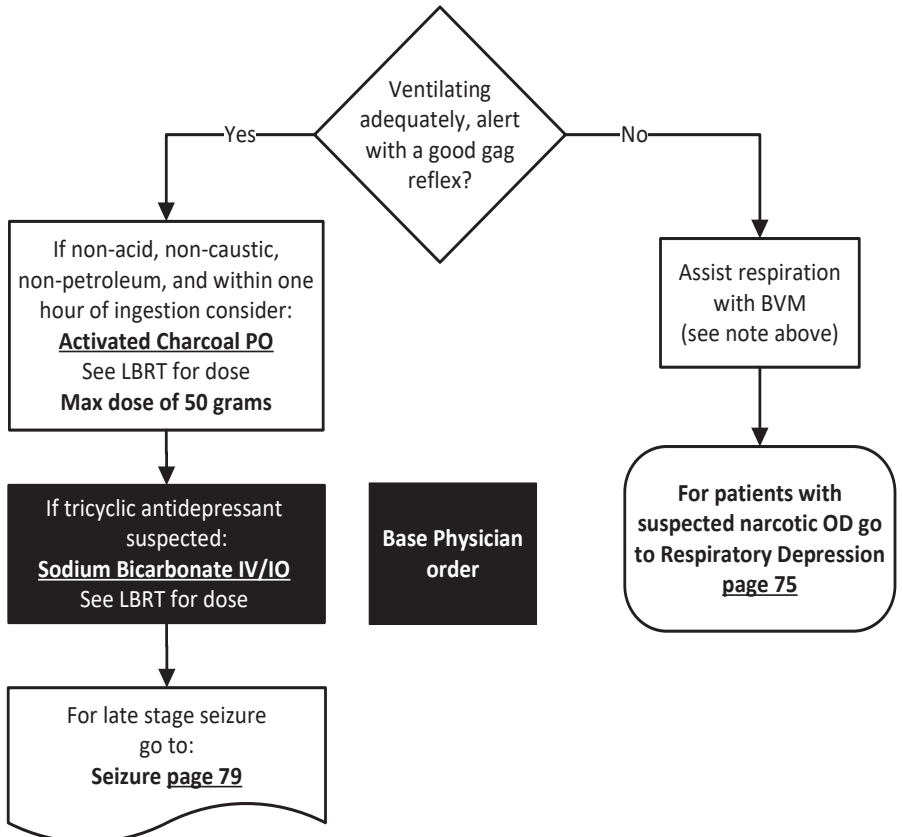 Ventilating
adequately, alert
with a good gag
reflex?
Yes
No
If non-acid, non-caustic,
non-petroleum, and within one
hour of ingestion consider:
Activated Charcoal PO
See LBRT for dose
Max dose of 50 grams
Assist respiration
with BVM
(see note above)
If tricyclic antidepressant
suspected:
Sodium Bicarbonate IV/IO
See LBRT for dose
Base Physician
order
For patients with
suspected narcotic OD go
to Respiratory Depression
page 75
For late stage seizure
go to:
Seizure page 79